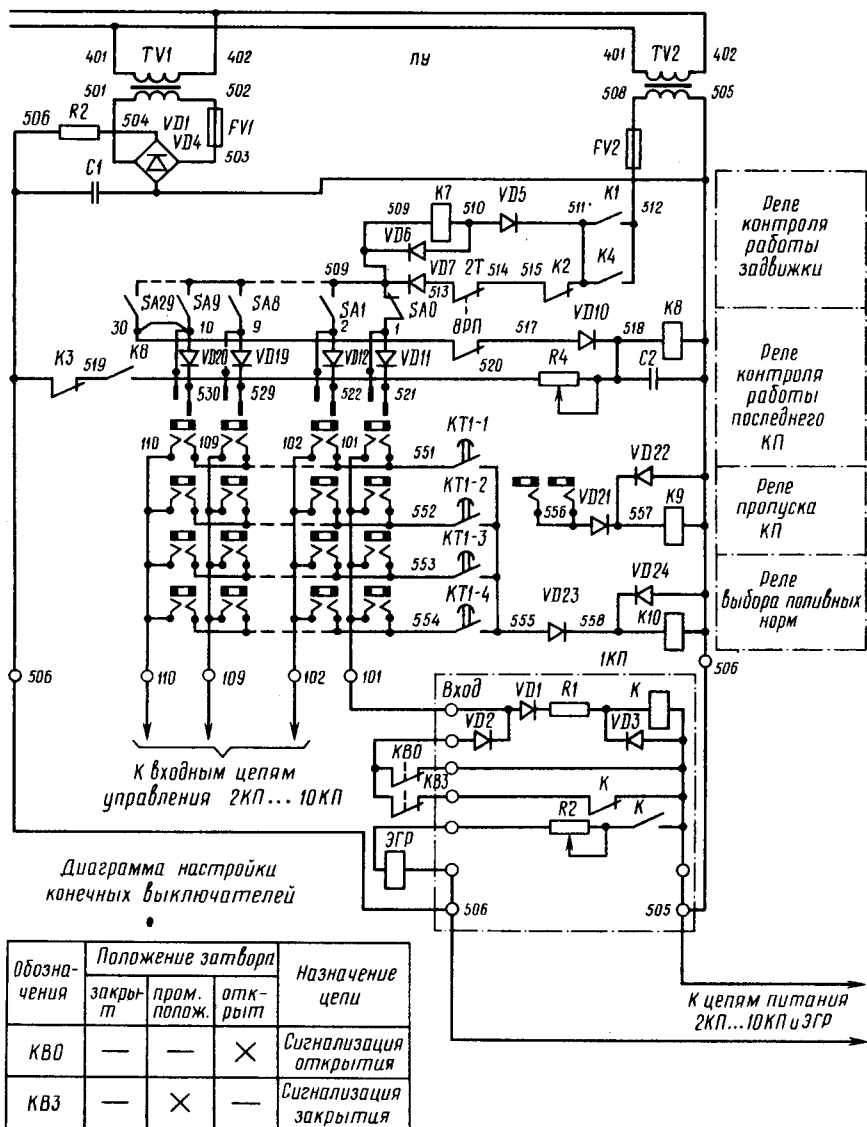 401 TV1 402
ПУ
401 TV2 402
501 502
508 505
506 R2 504 VD1
VD4 FV1
503
FV2
C1
K7 VD5 K1
509 510 511 512
VD6
509 VD7 2Т 514 515 K2 K4
513
Реле
контроля
работы
задвижки
SA29 SA9 SA8 SA1 SA0
30 10 9 2 1
8РП 517 VD10 518 K8
K3 519 K8 VD20 VD19 VD12 VD11
520 R4 C2
530 529 522 521
Реле
контроля
работы
последнего
КП
110 109 102 101
551 KT1-1
552 KT1-2
553 KT1-3
554 KT1-4
VD22
VD21 K9
556 557
Реле
пропуска
КП
VD24
VD23 K10
555 558
Реле
выбора поливных
норм
1КП
506 110 109 102 101 506
Вход VD1 R1 K
VD2 VD3
КВО
КВЗ K
R2 K
ЭГР
506 505
К входным цепям
управления 2КП... 10КП
Диаграмма настройки
конечных выключателей
Обозна-
чения
Положение затвора
закры-
т
пром.
полож.
отк-
рыт
Назначение
цепи
КВО — — × Сигнализация
открытия
КВЗ — × — Сигнализация
закрытия
К цепям питания
2КП...10КП и ЭГР